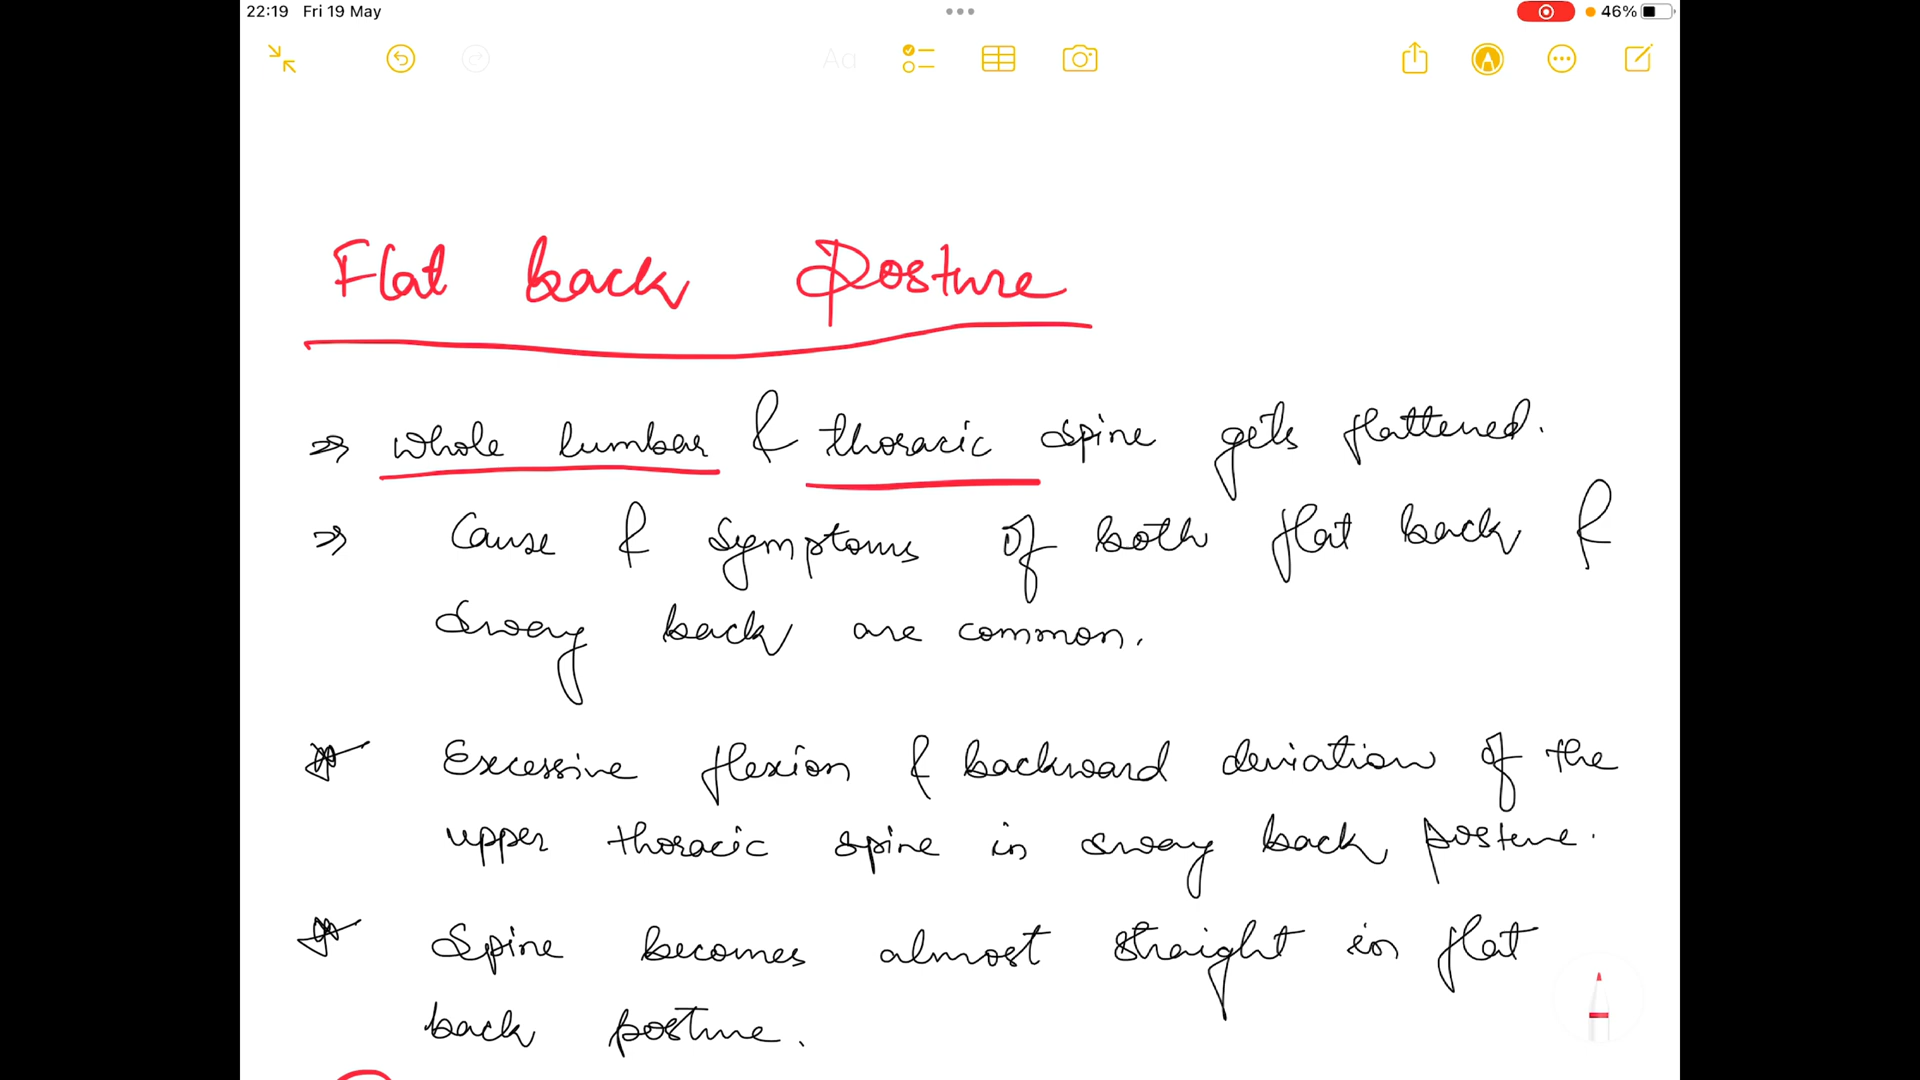 22:19 Fri 19 May
46%
Aa
Flat back Posture
⇒ whole lumbar & thoracic spine gets flattened.
⇒ Cause & symptoms of both flat back &
sway back are common.
☆ Excessive flexion & backward deviation of the
upper thoracic spine in sway back posture.
☆ Spine becomes almost straight in flat
back posture.